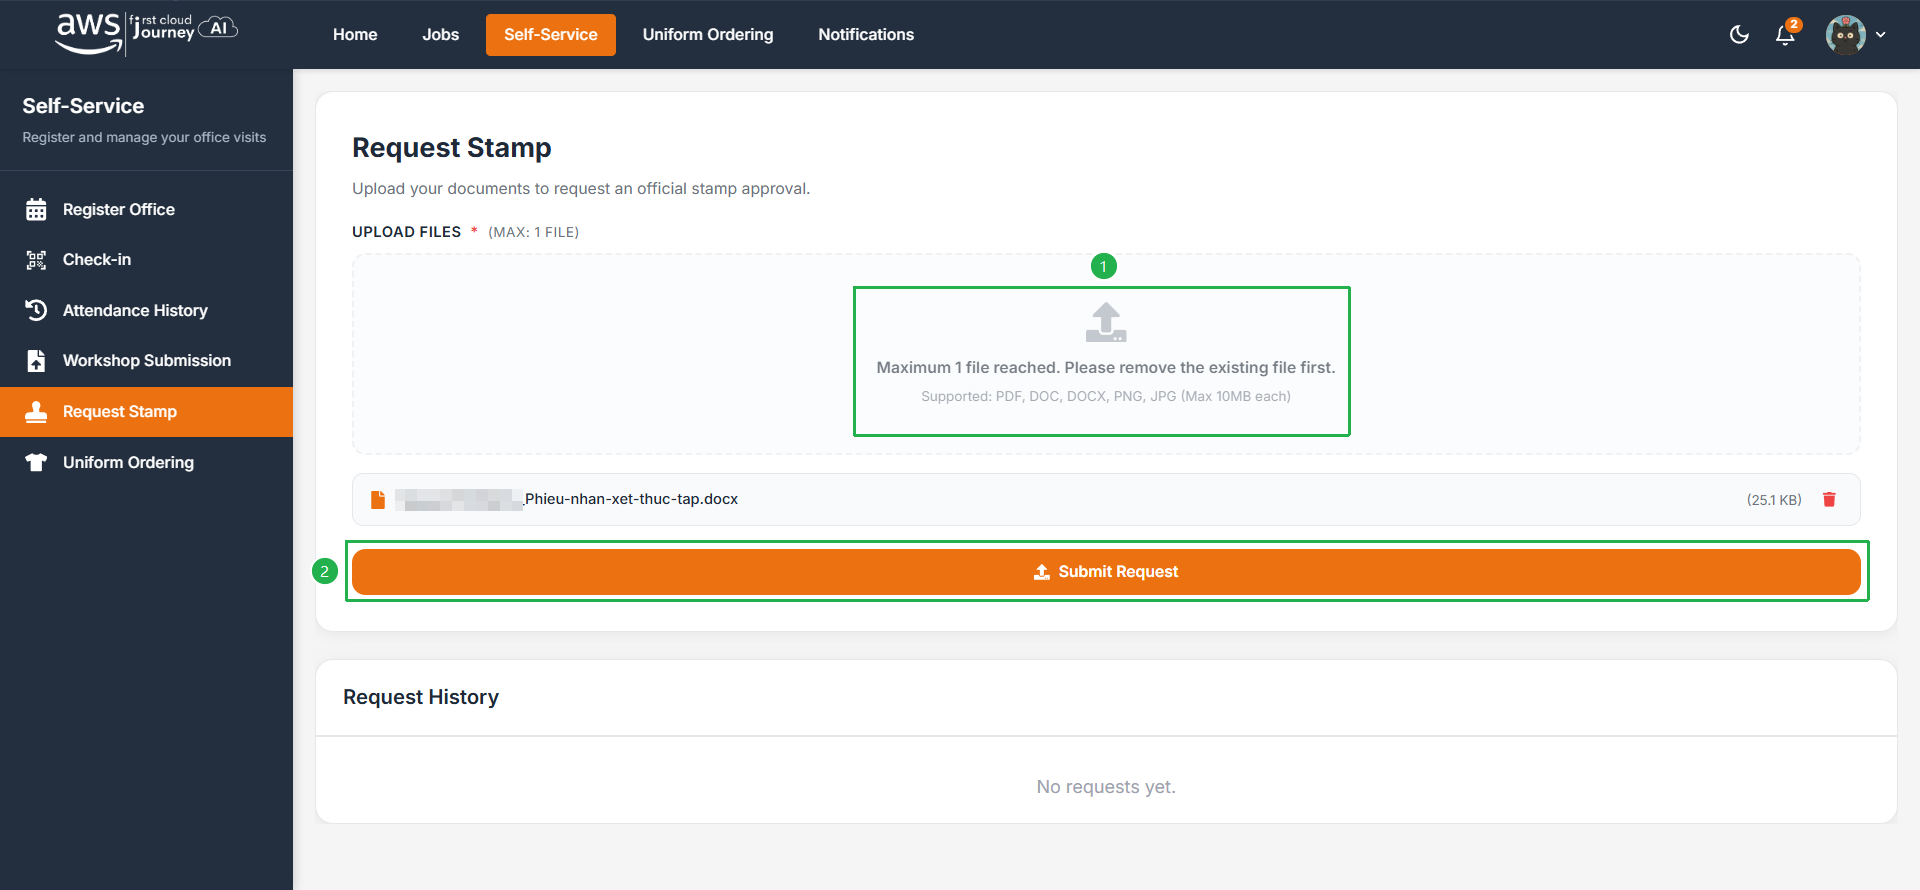 aws first cloud journey AI
Home Jobs Self-Service Uniform Ordering Notifications 2
Self-Service
Register and manage your office visits
Register Office
Check-in
Attendance History
Workshop Submission
Request Stamp
Uniform Ordering
Request Stamp
Upload your documents to request an official stamp approval.
UPLOAD FILES * (MAX: 1 FILE)
1
Maximum 1 file reached. Please remove the existing file first.
Supported: PDF, DOC, DOCX, PNG, JPG (Max 10MB each)
Phieu-nhan-xet-thuc-tap.docx (25.1 KB)
2
Submit Request
Request History
No requests yet.